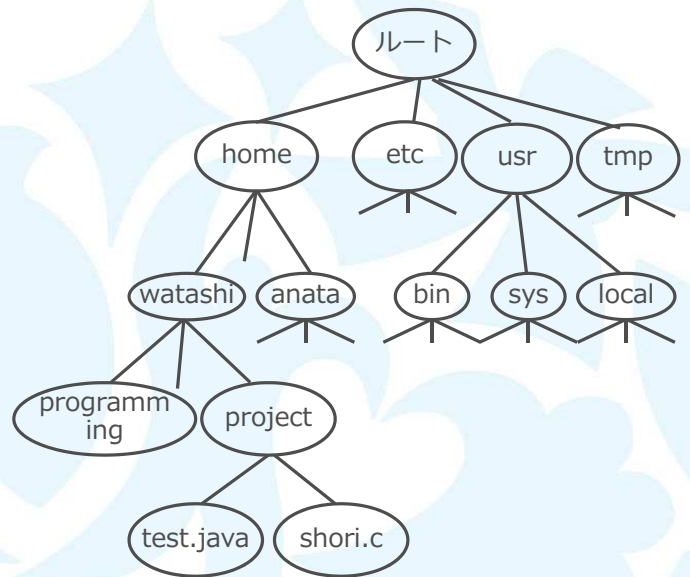 ルート
home
etc
usr
tmp
watashi
anata
bin
sys
local
programm
ing
project
test.java
shori.c